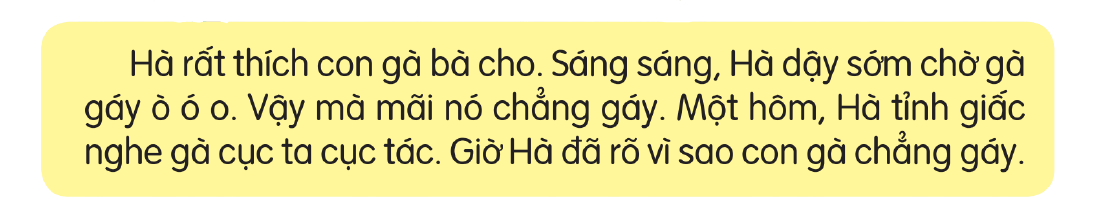 Hà rất thích con gà bà cho. Sáng sáng, Hà dậy sớm chờ gà
gáy ò ó o. Vậy mà mãi nó chẳng gáy. Một hôm, Hà tỉnh giấc
nghe gà cục ta cục tác. Giờ Hà đã rõ vì sao con gà chẳng gáy.